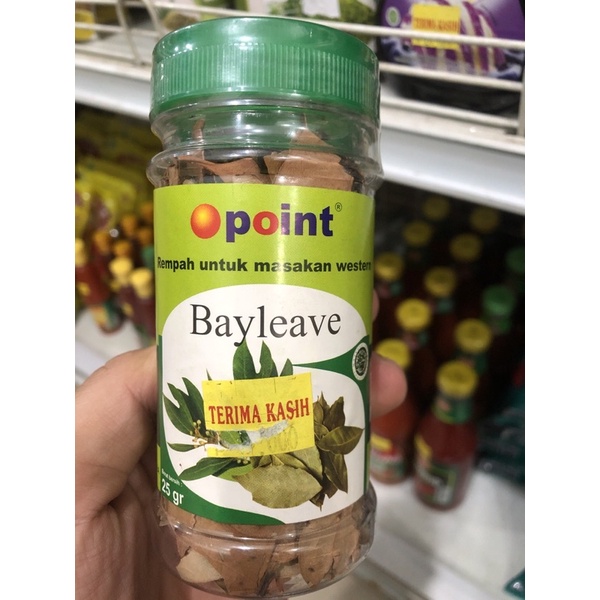 TERIMA KASIH
point®
Rempah untuk masakan western
Bayleave
TERIMA KASIH
25 gr